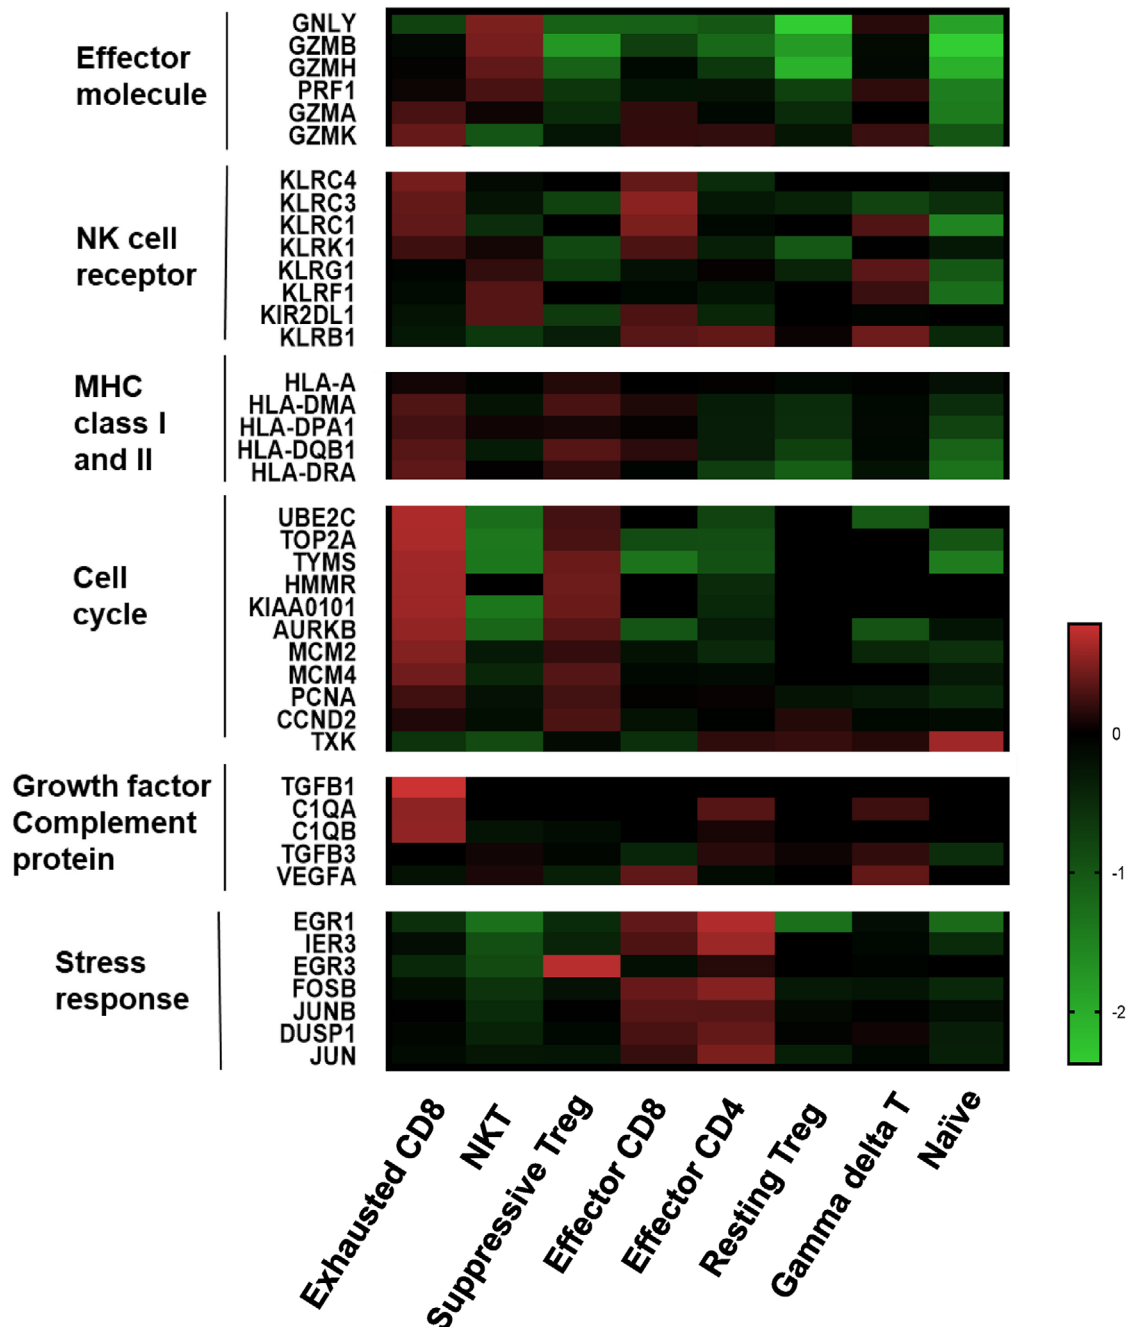 Effector
molecule
GNLY
GZMB
GZMH
PRF1
GZMA
GZMK
NK cell
receptor
KLRC4
KLRC3
KLRC1
KLRK1
KLRG1
KLRF1
KIR2DL1
KLRB1
MHC
class I
and II
HLA-A
HLA-DMA
HLA-DPA1
HLA-DQB1
HLA-DRA
Cell
cycle
UBE2C
TOP2A
TYMS
HMMR
KIAA0101
AURKB
MCM2
MCM4
PCNA
CCND2
TXK
Growth factor
Complement
protein
TGFB1
C1QA
C1QB
TGFB3
VEGFA
Stress
response
EGR1
IER3
EGR3
FOSB
JUNB
DUSP1
JUN
0
-1
-2
Exhausted CD8
NKT
Suppressive Treg
Effector CD8
Effector CD4
Resting Treg
Gamma delta T
Naïve